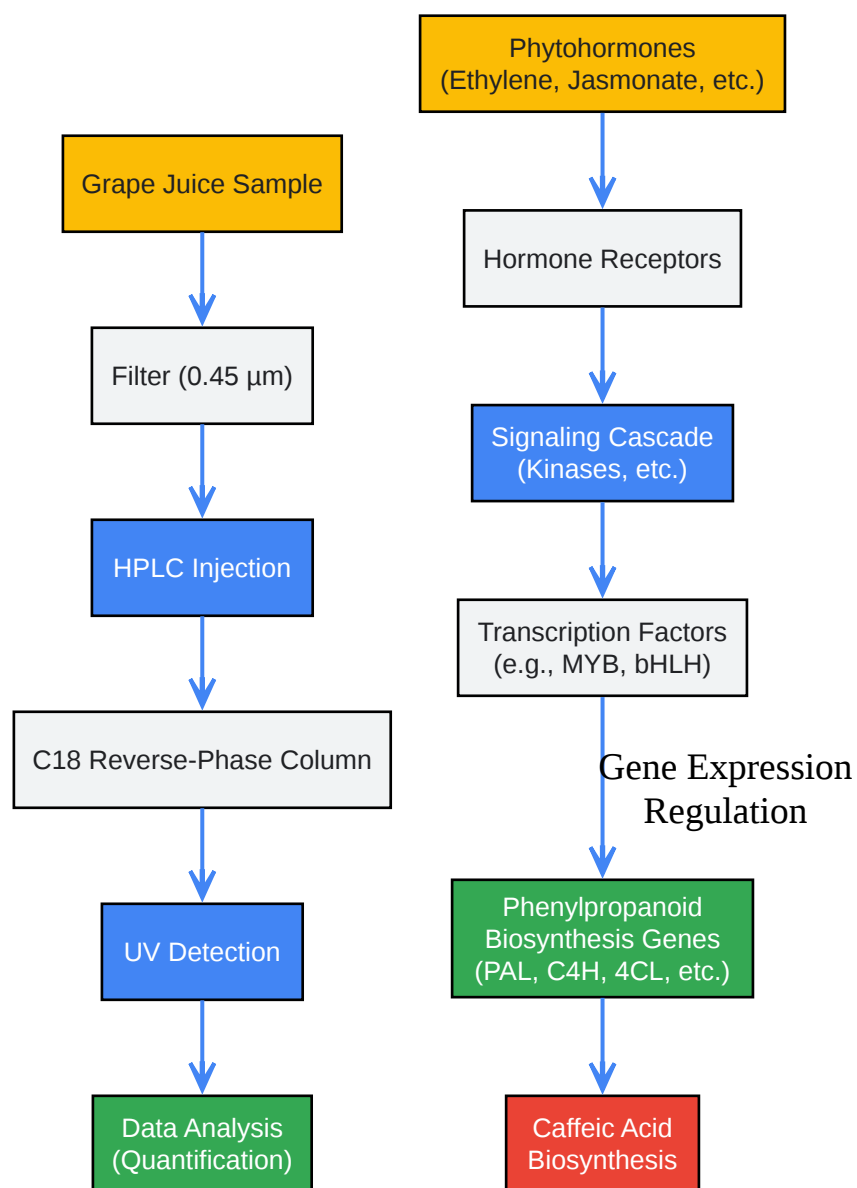 Grape Juice Sample
Filter (0.45 µm)
HPLC Injection
C18 Reverse-Phase Column
UV Detection
Data Analysis
(Quantification)
Phytohormones
(Ethylene, Jasmonate, etc.)
Hormone Receptors
Signaling Cascade
(Kinases, etc.)
Transcription Factors
(e.g., MYB, bHLH)
Gene Expression
Regulation
Phenylpropanoid
Biosynthesis Genes
(PAL, C4H, 4CL, etc.)
Caffeic Acid
Biosynthesis